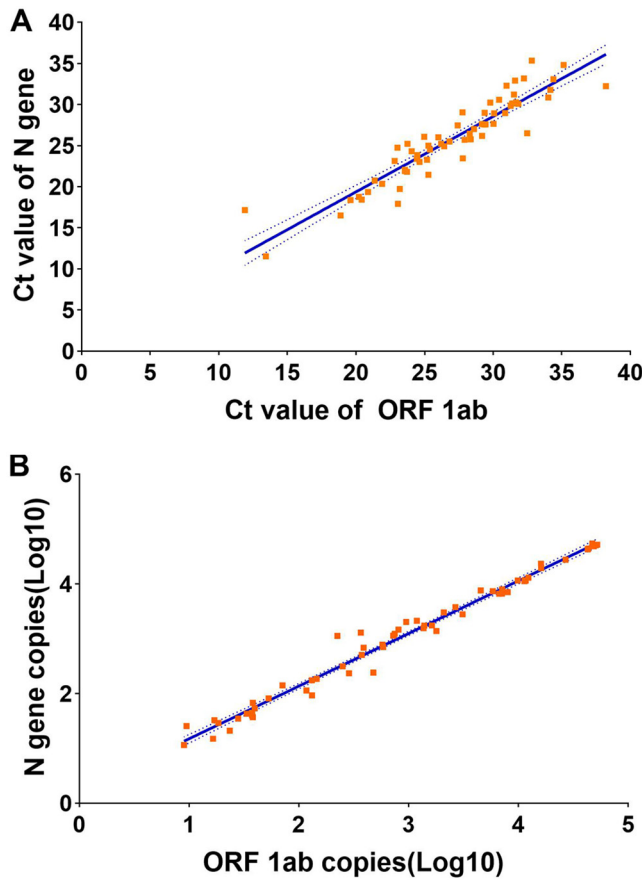 A
Ct value of N gene
40
35
30
25
20
15
10
5
0
0 5 10 15 20 25 30 35 40
Ct value of ORF 1ab
B
N gene copies(Log10)
6
4
2
0
0 1 2 3 4 5
ORF 1ab copies(Log10)